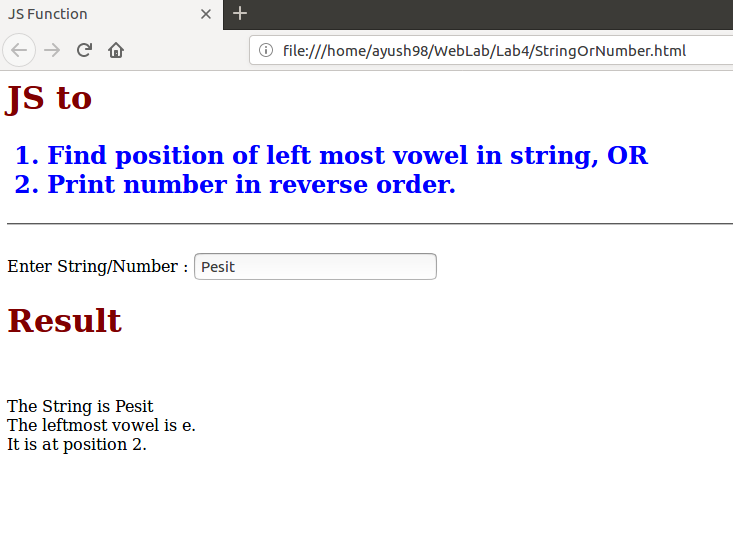 JS Function
file:///home/ayush98/WebLab/Lab4/StringOrNumber.html
JS to
1. Find position of left most vowel in string, OR
2. Print number in reverse order.
Enter String/Number : Pesit
Result
The String is Pesit
The leftmost vowel is e.
It is at position 2.